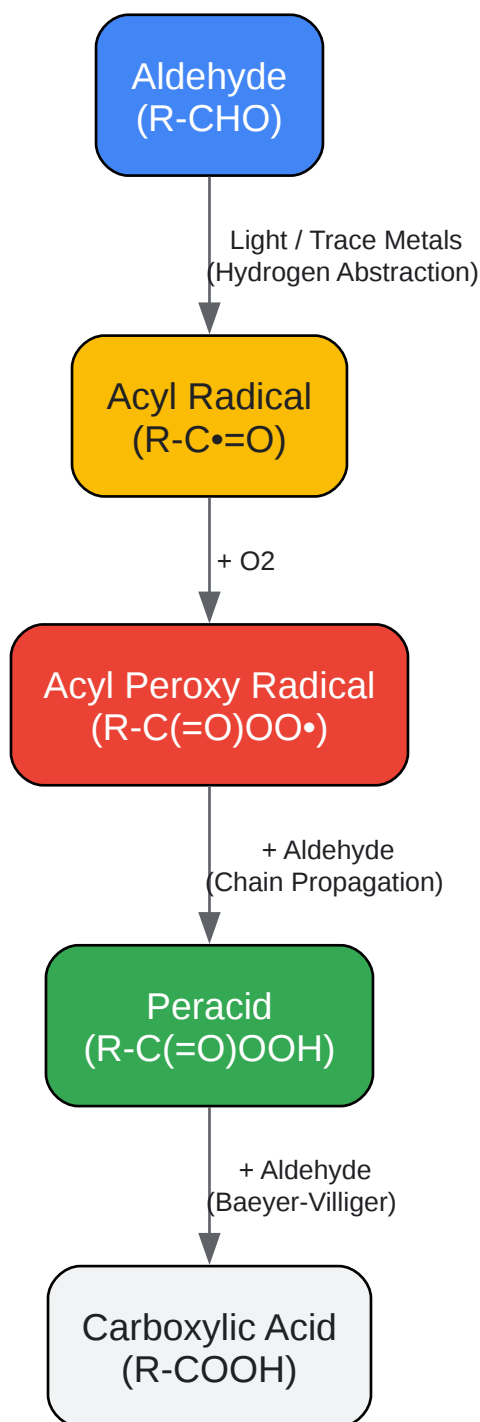 Aldehyde
(R-CHO)
Light / Trace Metals
(Hydrogen Abstraction)
Acyl Radical
(R-C•=O)
+ O2
Acyl Peroxy Radical
(R-C(=O)OO•)
+ Aldehyde
(Chain Propagation)
Peracid
(R-C(=O)OOH)
+ Aldehyde
(Baeyer-Villiger)
Carboxylic Acid
(R-COOH)